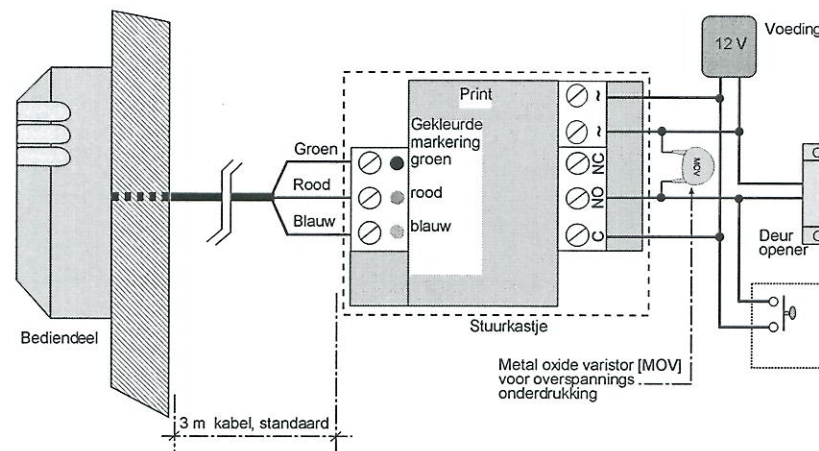 Voeding
12 V
Print
~
~
Gekleurde
markering
Groen
groen
NC
MOV
Rood
rood
NO
Blauw
blauw
C
Deur
opener
Bediendeel
Stuurkastje
Metal oxide varistor [MOV]
voor overspannings
onderdrukking
3 m kabel, standaard